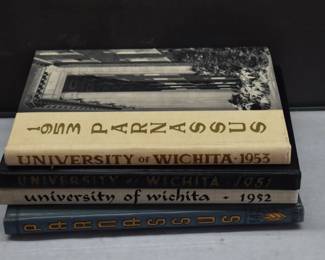 1953 PARNASSUS
UNIVERSITY OF WICHITA · 1953
UNIVERSITY OF WICHITA 1951
university of wichita · 1952
PARNASSUS